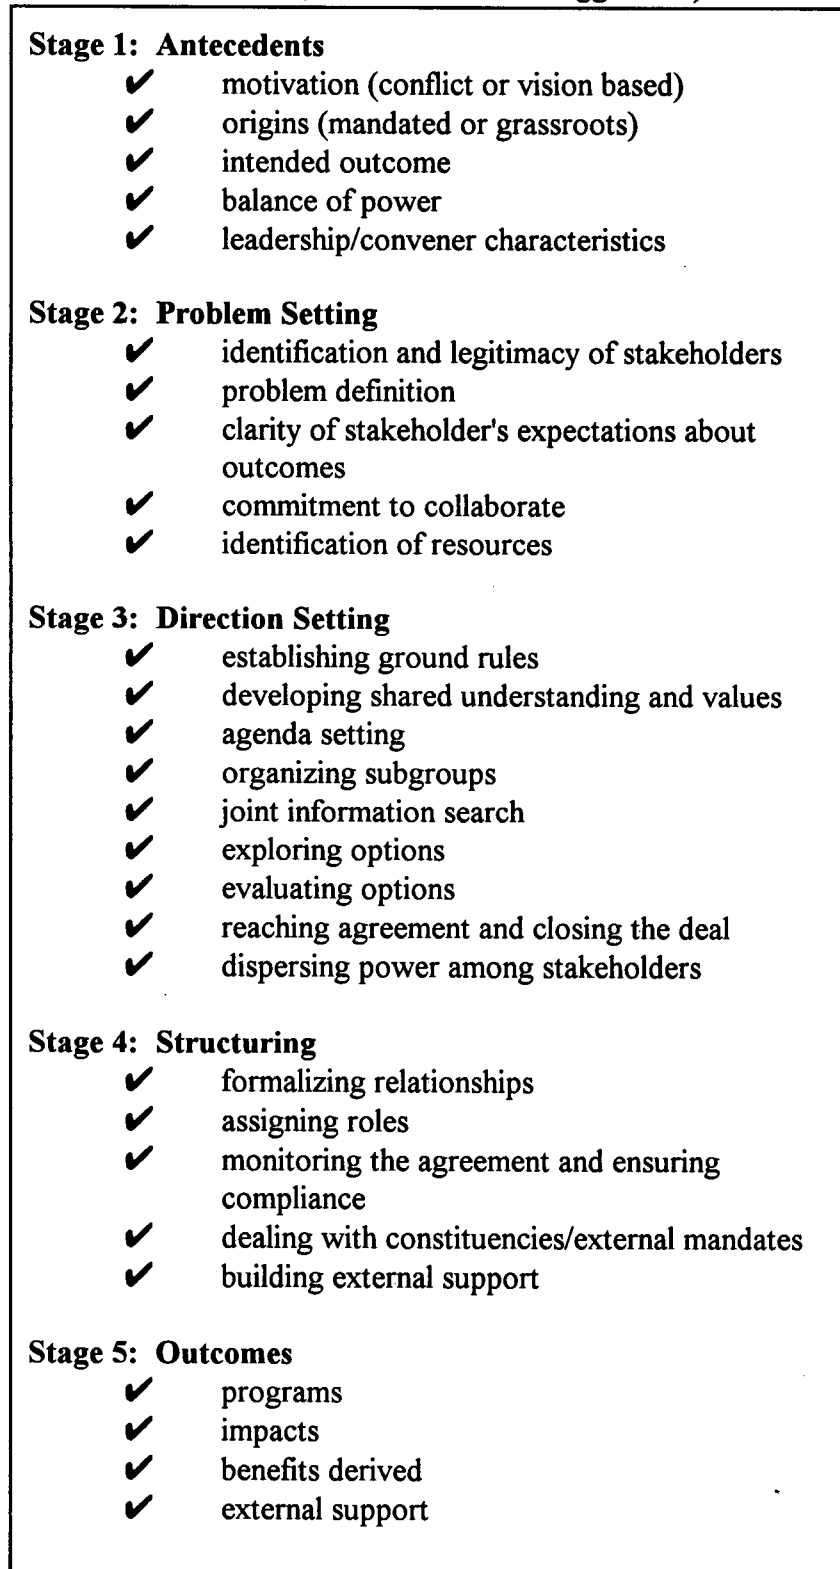 Stage 1: Antecedents
✔ motivation (conflict or vision based)
✔ origins (mandated or grassroots)
✔ intended outcome
✔ balance of power
✔ leadership/convener characteristics
Stage 2: Problem Setting
✔ identification and legitimacy of stakeholders
✔ problem definition
✔ clarity of stakeholder's expectations about
outcomes
✔ commitment to collaborate
✔ identification of resources
Stage 3: Direction Setting
✔ establishing ground rules
✔ developing shared understanding and values
✔ agenda setting
✔ organizing subgroups
✔ joint information search
✔ exploring options
✔ evaluating options
✔ reaching agreement and closing the deal
✔ dispersing power among stakeholders
Stage 4: Structuring
✔ formalizing relationships
✔ assigning roles
✔ monitoring the agreement and ensuring
compliance
✔ dealing with constituencies/external mandates
✔ building external support
Stage 5: Outcomes
✔ programs
✔ impacts
✔ benefits derived
✔ external support